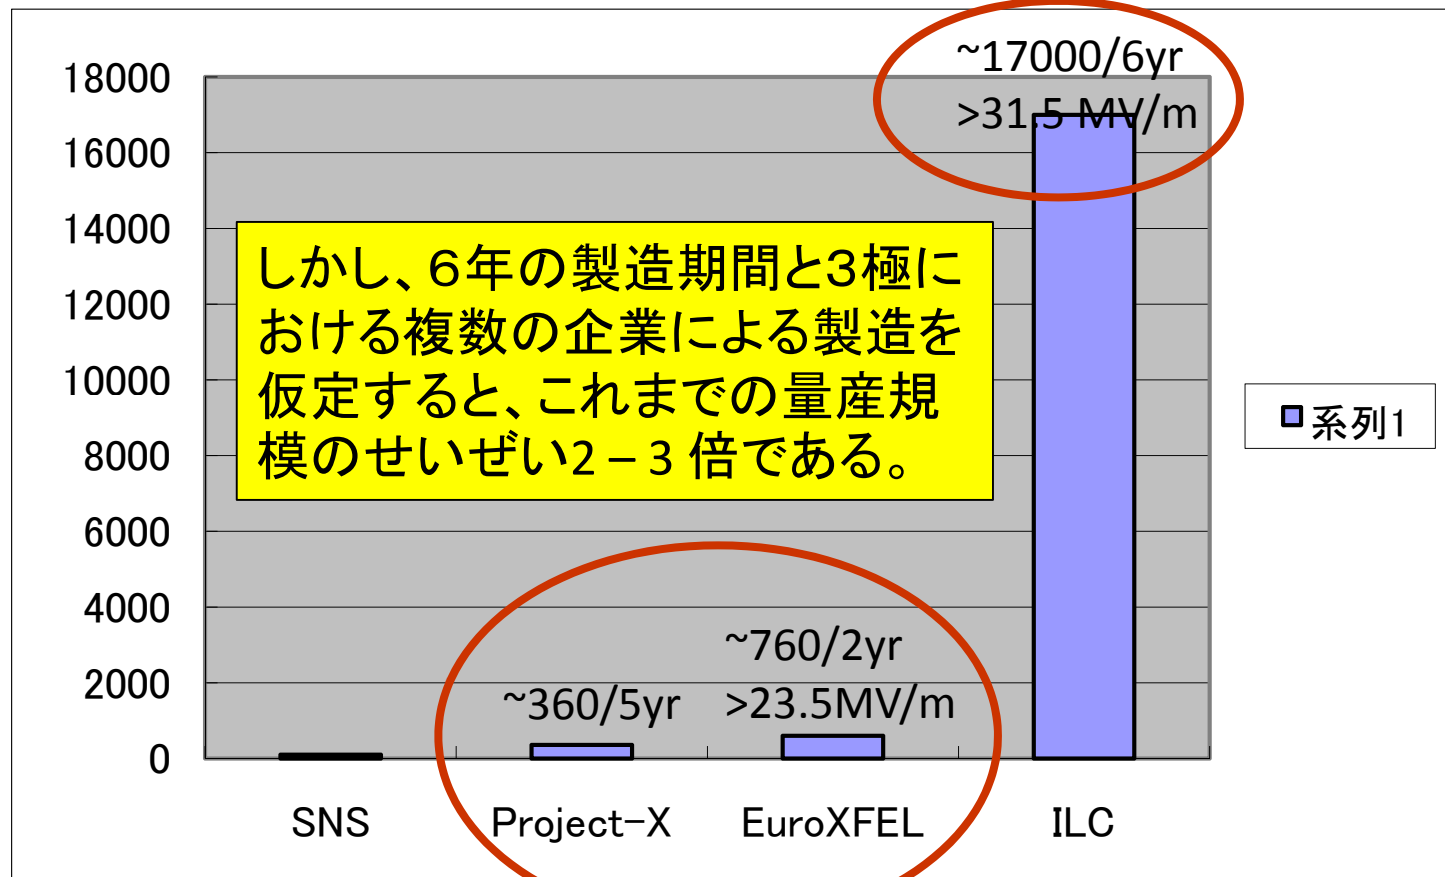 ~17000/6yr
>31.5 MV/m
18000
16000
14000
12000
10000
8000
6000
4000
2000
0
しかし、６年の製造期間と３極に
おける複数の企業による製造を
仮定すると、これまでの量産規
模のせいぜい2 – 3 倍である。
~360/5yr
~760/2yr
>23.5MV/m
SNS
Project-X
EuroXFEL
ILC
系列1